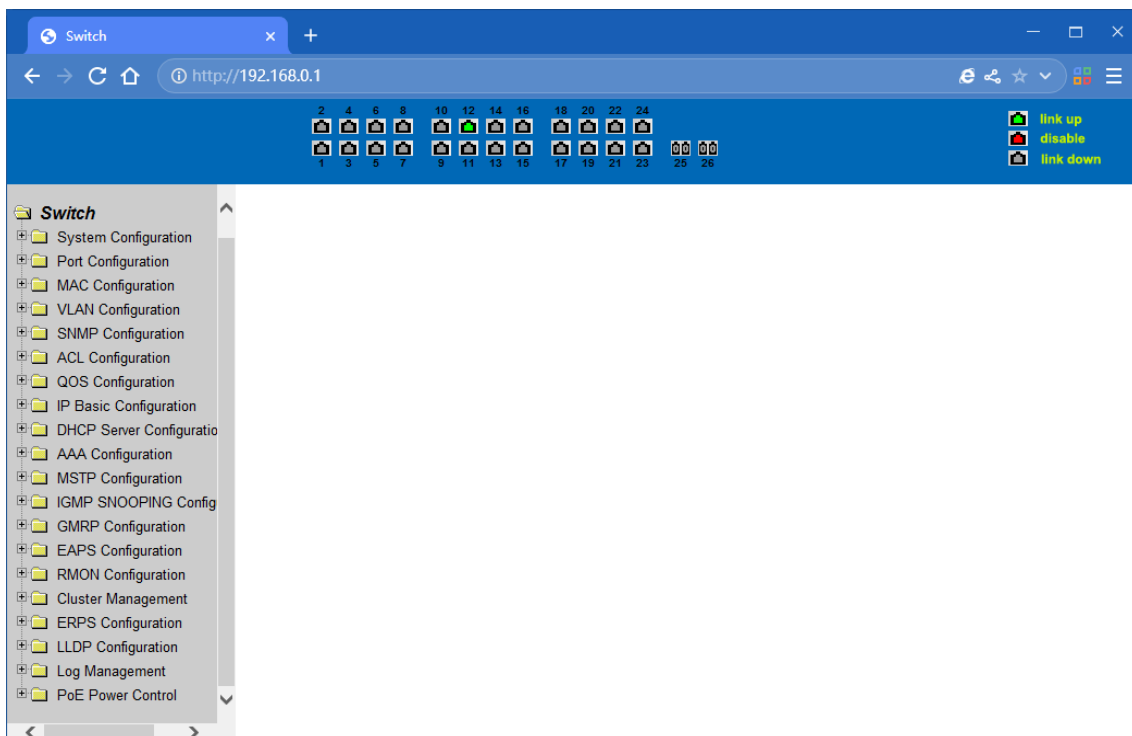 Switch
http://192.168.0.1
2 4 6 8 10 12 14 16 18 20 22 24
1 3 5 7 9 11 13 15 17 19 21 23 25 26
link up
disable
link down
Switch
System Configuration
Port Configuration
MAC Configuration
VLAN Configuration
SNMP Configuration
ACL Configuration
QOS Configuration
IP Basic Configuration
DHCP Server Configuratio
AAA Configuration
MSTP Configuration
IGMP SNOOPING Config
GMRP Configuration
EAPS Configuration
RMON Configuration
Cluster Management
ERPS Configuration
LLDP Configuration
Log Management
PoE Power Control